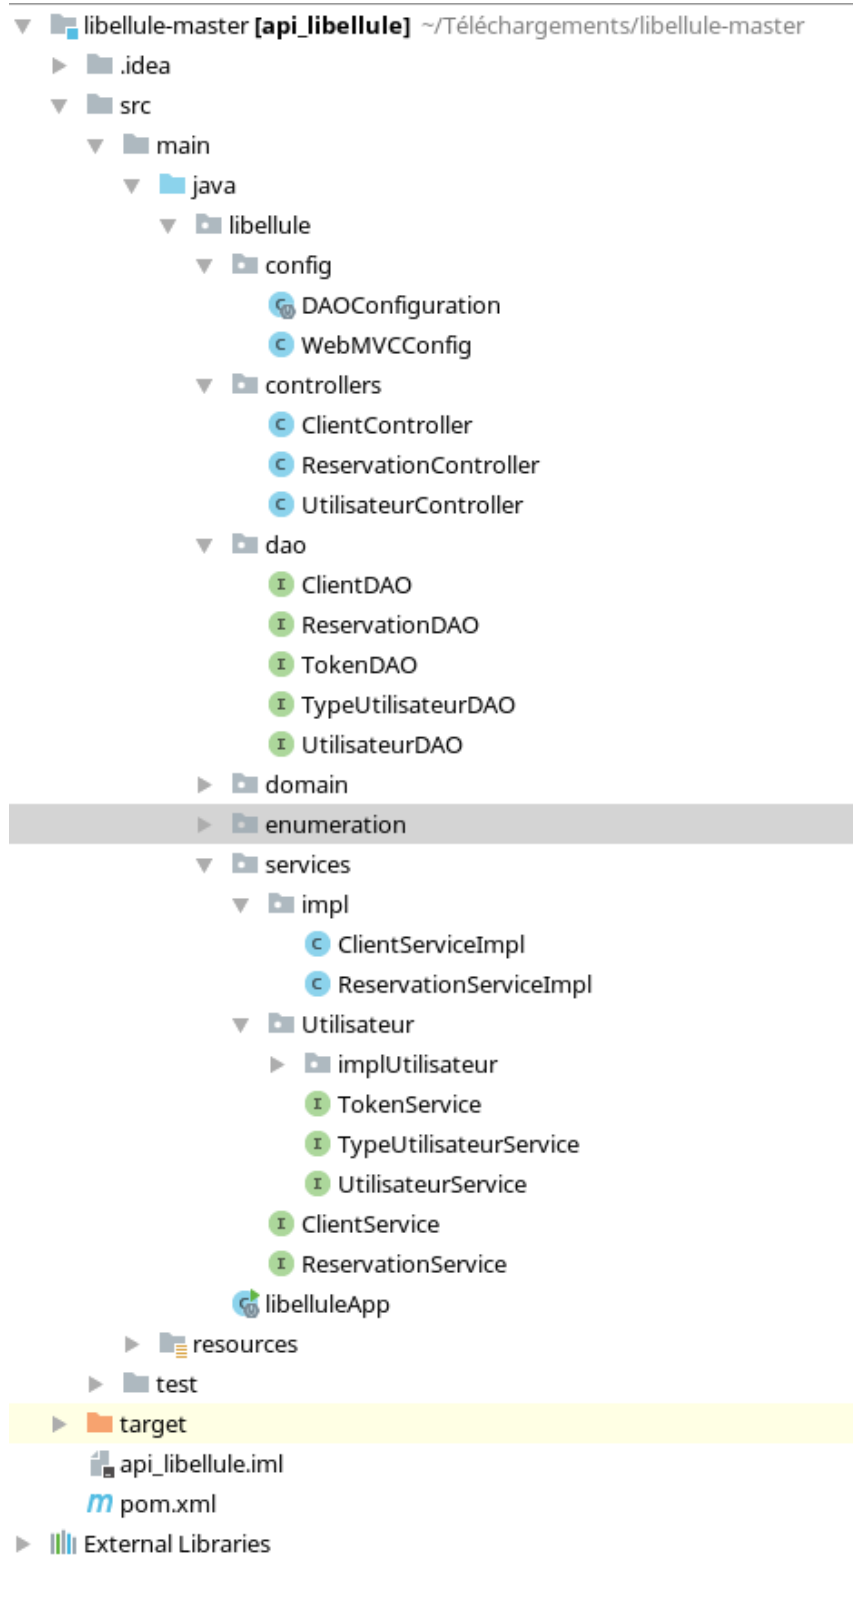 libellule-master [api_libellule] ~/Téléchargements/libellule-master
.idea
src
main
java
libellule
config
DAOConfiguration
WebMVCConfig
controllers
ClientController
ReservationController
UtilisateurController
dao
ClientDAO
ReservationDAO
TokenDAO
TypeUtilisateurDAO
UtilisateurDAO
domain
enumeration
services
impl
ClientServiceImpl
ReservationServiceImpl
Utilisateur
implUtilisateur
TokenService
TypeUtilisateurService
UtilisateurService
ClientService
ReservationService
libelluleApp
resources
test
target
api_libellule.iml
pom.xml
External Libraries